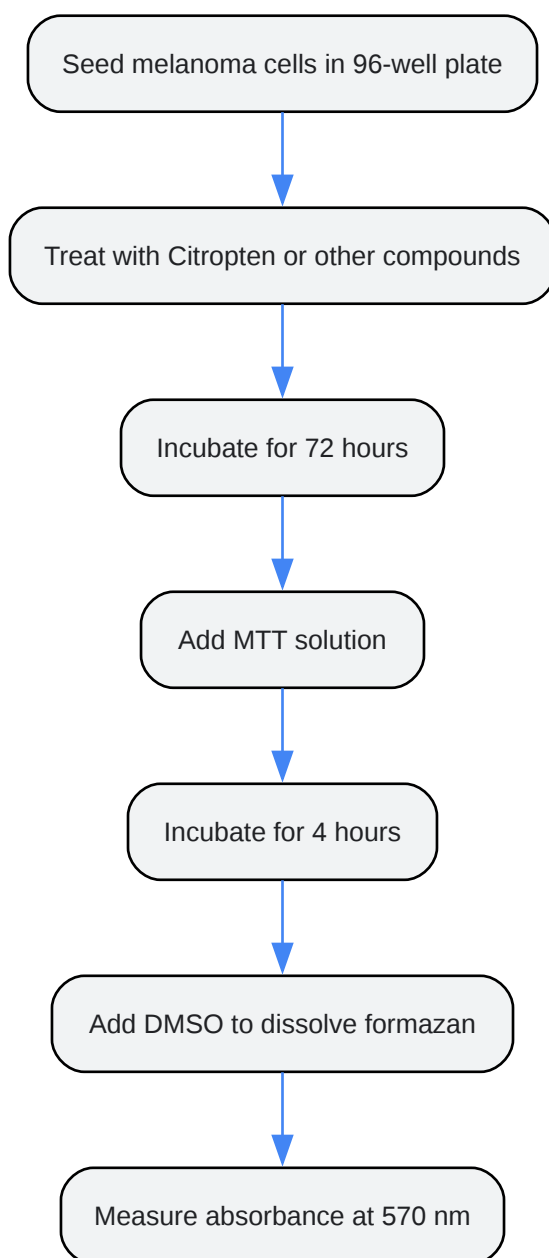 Seed melanoma cells in 96-well plate
Treat with Citropten or other compounds
Incubate for 72 hours
Add MTT solution
Incubate for 4 hours
Add DMSO to dissolve formazan
Measure absorbance at 570 nm